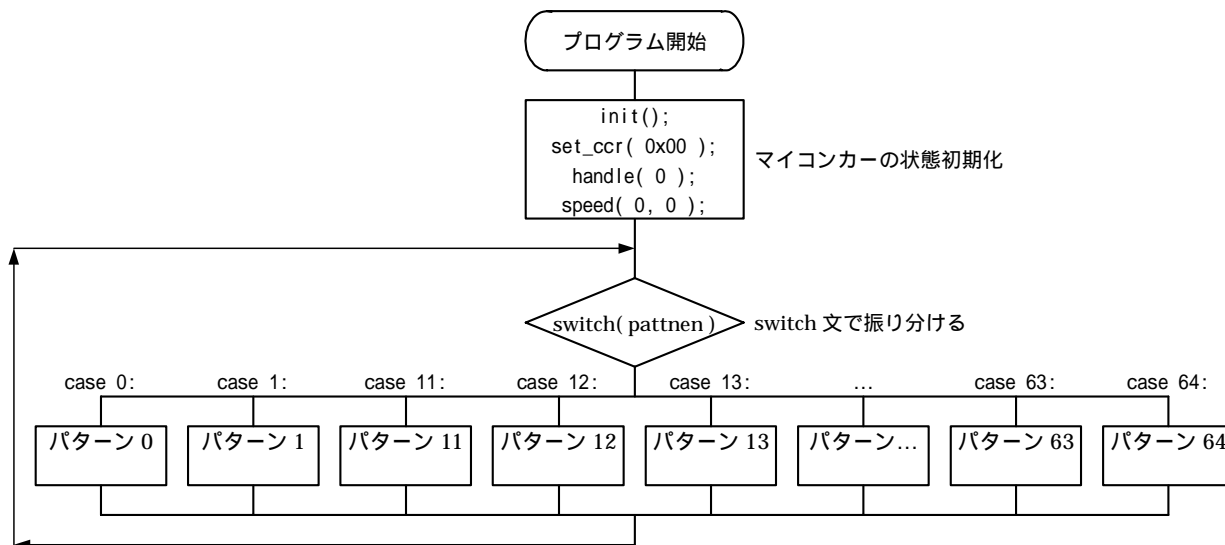 プログラム開始
init();
set_ccr( 0x00 );
handle( 0 );
speed( 0, 0 );
マイコンカーの状態初期化
switch( pattnen )
switch 文で振り分ける
case 0:
case 1:
case 11:
case 12:
case 13:
…
case 63:
case 64:
パターン 0
パターン 1
パターン 11
パターン 12
パターン 13
パターン…
パターン 63
パターン 64